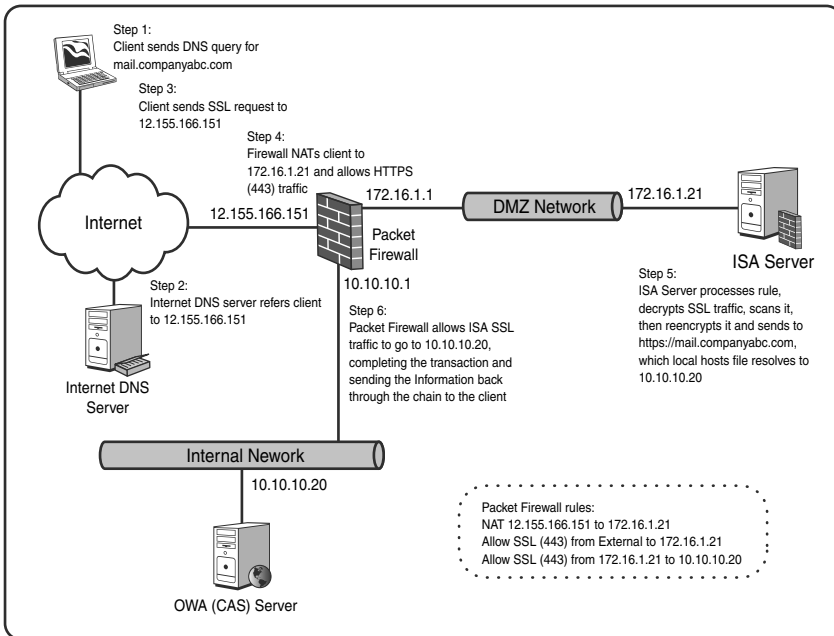 Step 1:
Client sends DNS query for
mail.companyabc.com
Step 3:
Client sends SSL request to
12.155.166.151
Step 4:
Firewall NATs client to
172.16.1.21 and allows HTTPS
(443) traffic
172.16.1.1
DMZ Network
172.16.1.21
Internet
12.155.166.151
Packet
Firewall
ISA Server
10.10.10.1
Step 2:
Internet DNS server refers client
to 12.155.166.151
Step 5:
ISA Server processes rule,
decrypts SSL traffic, scans it,
then reencrypts it and sends to
https://mail.companyabc.com,
which local hosts file resolves to
10.10.10.20
Step 6:
Packet Firewall allows ISA SSL
traffic to go to 10.10.10.20,
completing the transaction and
sending the Information back
through the chain to the client
Internet DNS
Server
Internal Nework
10.10.10.20
Packet Firewall rules:
NAT 12.155.166.151 to 172.16.1.21
Allow SSL (443) from External to 172.16.1.21
Allow SSL (443) from 172.16.1.21 to 10.10.10.20
OWA (CAS) Server